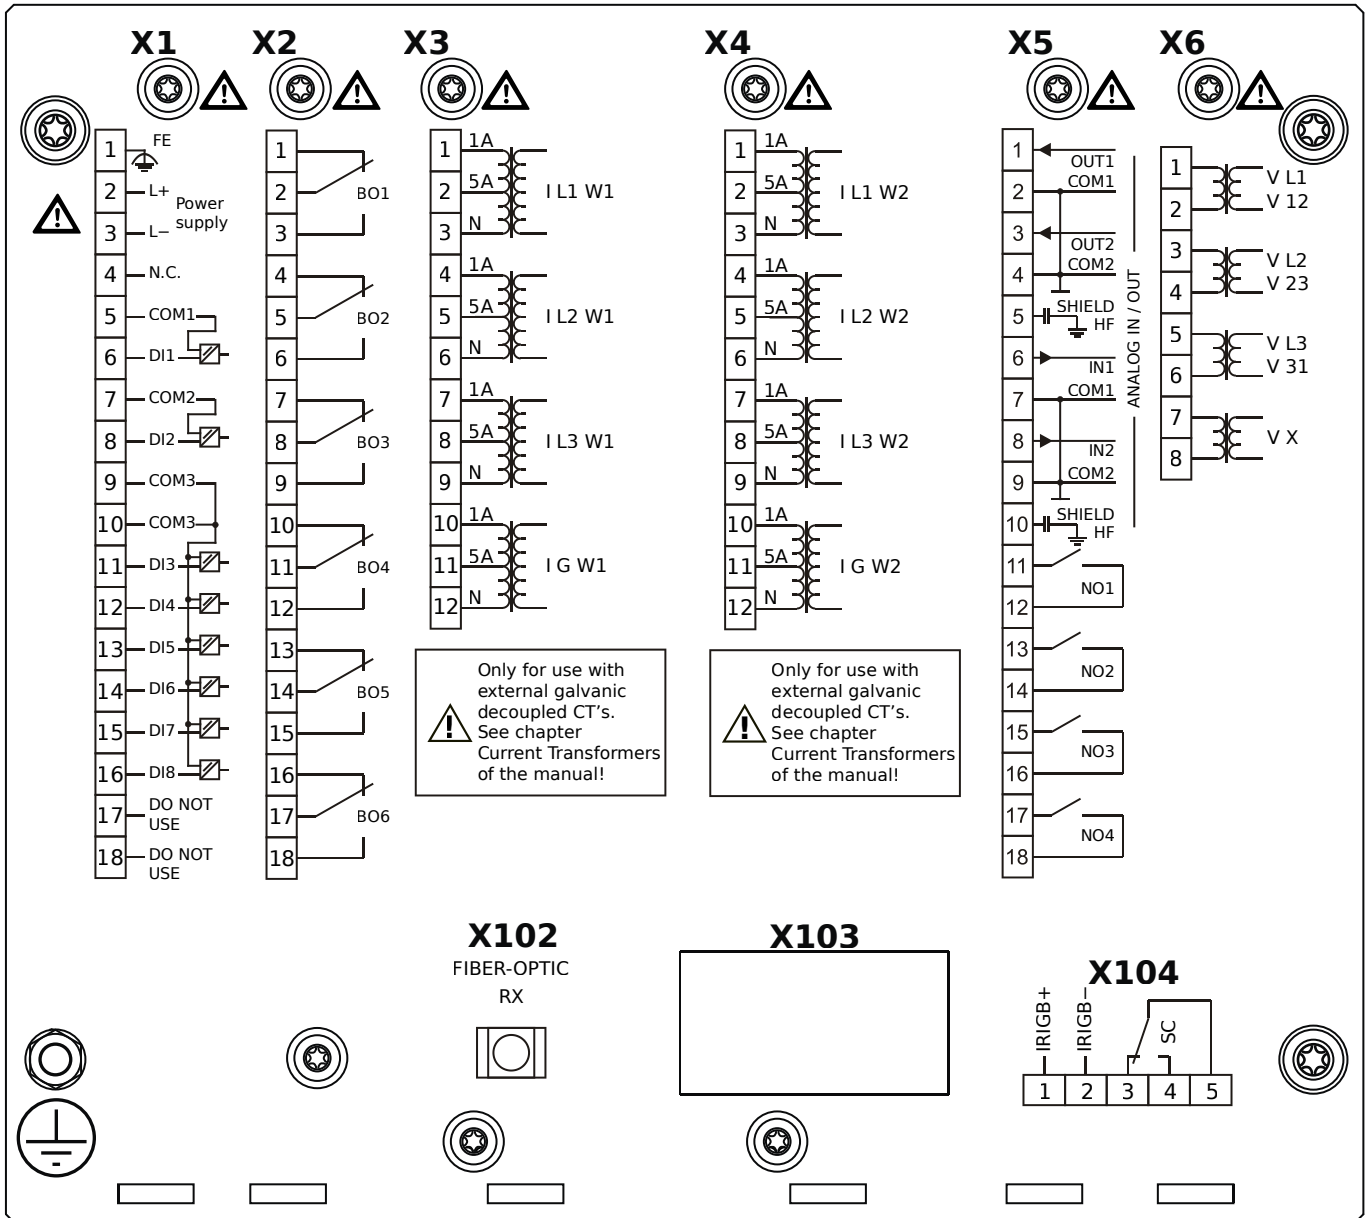 X1
X2
X3
X4
X5
X6
1 FE
2 L+
Power
supply
3 L−
4 N.C.
5 COM1
6 DI1
7 COM2
8 DI2
9 COM3
10 COM3
11 DI3
12 DI4
13 DI5
14 DI6
15 DI7
16 DI8
17 DO NOT
USE
18 DO NOT
USE
1
2 BO1
3
4
5 BO2
6
7
8 BO3
9
10
11 BO4
12
13
14 BO5
15
16
17 BO6
18
1 1A
2 5A I L1 W1
3 N
4 1A
5 5A I L2 W1
6 N
7 1A
8 5A I L3 W1
9 N
10 1A
11 5A I G W1
12 N
Only for use with
external galvanic
decoupled CT's.
See chapter
Current Transformers
of the manual!
1 1A
2 5A I L1 W2
3 N
4 1A
5 5A I L2 W2
6 N
7 1A
8 5A I L3 W2
9 N
10 1A
11 5A I G W2
12 N
Only for use with
external galvanic
decoupled CT's.
See chapter
Current Transformers
of the manual!
1 OUT1
2 COM1
3 OUT2
4 COM2
5 SHIELD
HF
6 IN1
7 COM1
8 IN2
9 COM2
10 SHIELD
HF
ANALOG IN / OUT
11
NO1
12
13
NO2
14
15
NO3
16
17
NO4
18
1 V L1
2 V 12
3 V L2
4 V 23
5 V L3
6 V 31
7
V X
8
X102
FIBER-OPTIC
RX
X103
X104
IRIGB+
IRIGB−
SC
1 2 3 4 5